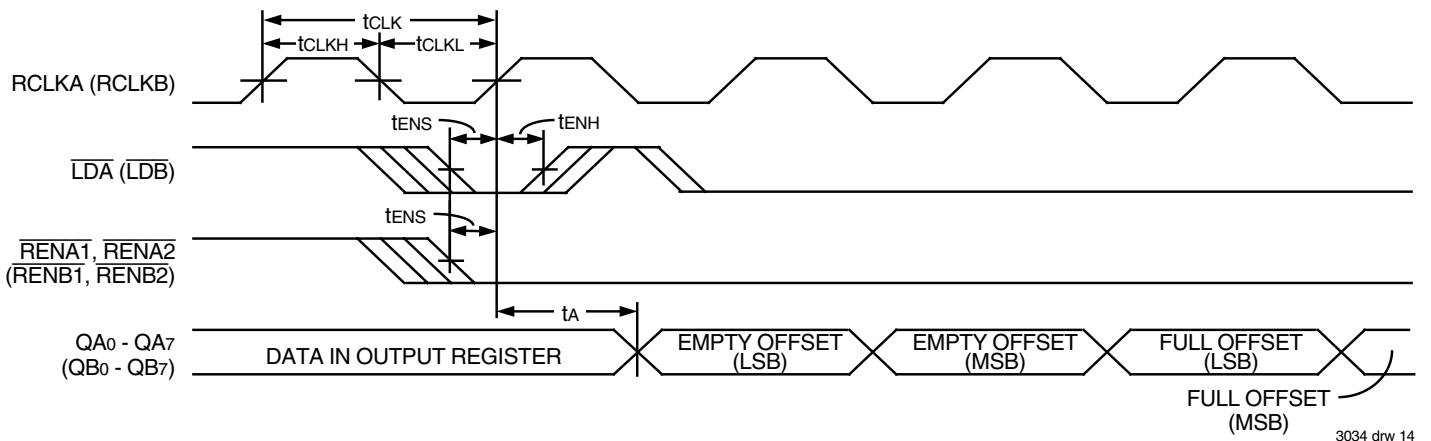 tCLK
tCLKH
tCLKL
RCLKA (RCLKB)
tENS
tENH
LDA (LDB)
tENS
RENA1, RENA2
(RENB1, RENB2)
tA
QA0 - QA7
(QB0 - QB7)
DATA IN OUTPUT REGISTER
EMPTY OFFSET
(LSB)
EMPTY OFFSET
(MSB)
FULL OFFSET
(LSB)
FULL OFFSET
(MSB)
3034 drw 14